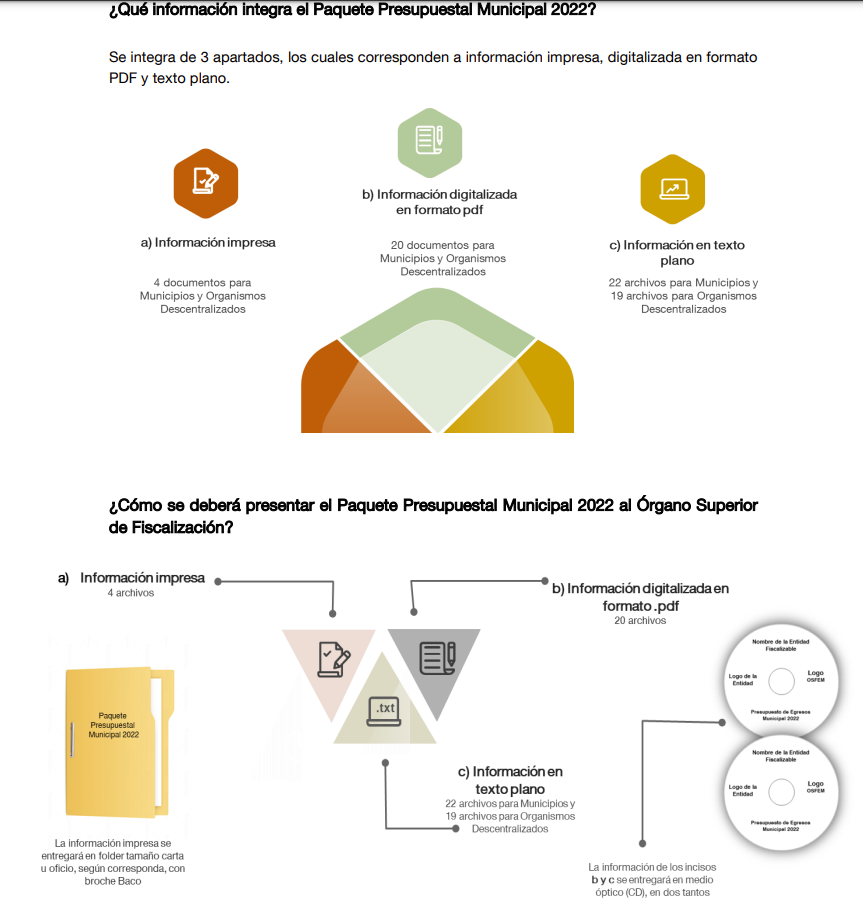 ¿Qué información integra el Paquete Presupuestal Municipal 2022?
Se integra de 3 apartados, los cuales corresponden a información impresa, digitalizada en formato
PDF y texto plano.
a) Información impresa
4 documentos para
Municipios y Organismos
Descentralizados
b) Información digitalizada
en formato pdf
20 documentos para
Municipios y Organismos
Descentralizados
c) Información en texto
plano
22 archivos para Municipios y
19 archivos para Organismos
Descentralizados
¿Cómo se deberá presentar el Paquete Presupuestal Municipal 2022 al Órgano Superior
de Fiscalización?
a) Información impresa
4 archivos
b) Información digitalizada en
formato .pdf
20 archivos
.txt
Paquete
Presupuestal
Municipal 2022
La información impresa se
entregará en folder tamaño carta
u oficio, según corresponda, con
broche Baco
c) Información en
texto plano
22 archivos para Municipios y
19 archivos para Organismos
Descentralizados
Nombre de la Entidad
Fiscalizable
Logo de la
Entidad
Logo
OSFEM
Presupuesto de Egresos
Municipal 2022
Nombre de la Entidad
Fiscalizable
Logo de la
Entidad
Logo
OSFEM
Presupuesto de Egresos
Municipal 2022
La información de los incisos
b y c se entregará en medio
óptico (CD), en dos tantos